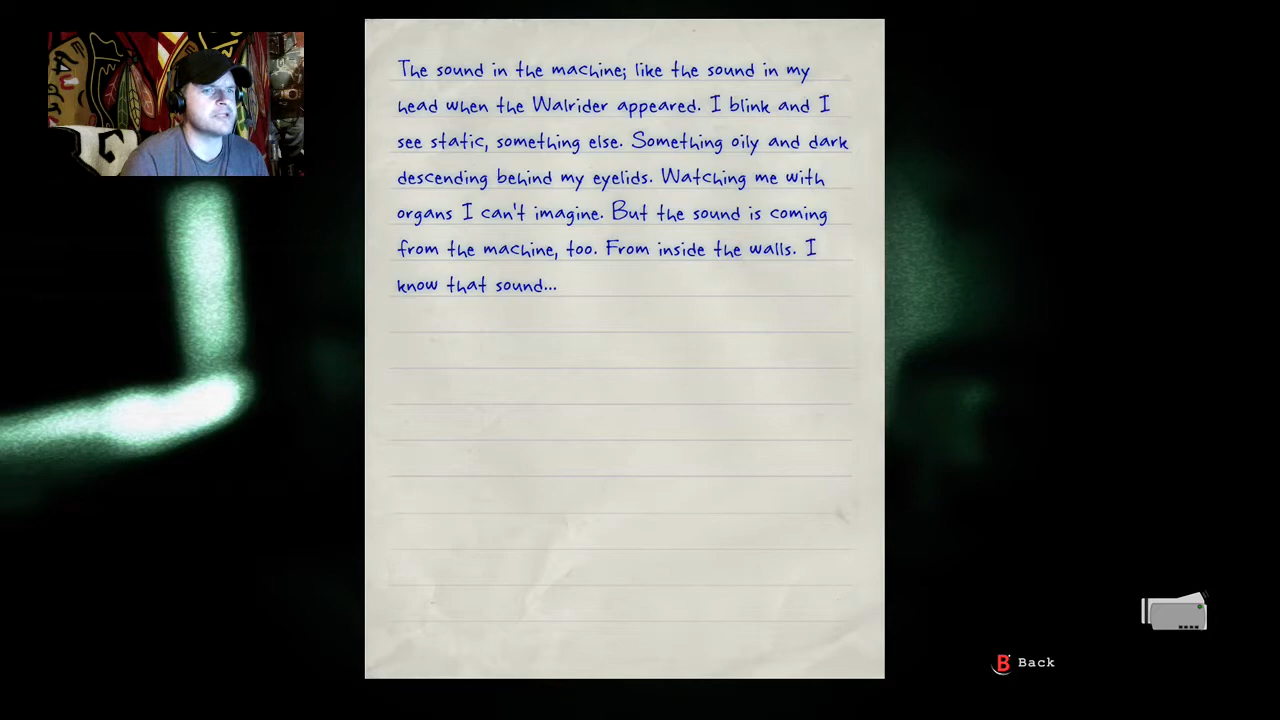 The sound in the machine; like the sound in my
head when the Walrider appeared. I blink and I
see static, something else. Something oily and dark
descending behind my eyelids. Watching me with
organs I can't imagine. But the sound is coming
from the machine, too. From inside the walls. I
know that sound...
B Back